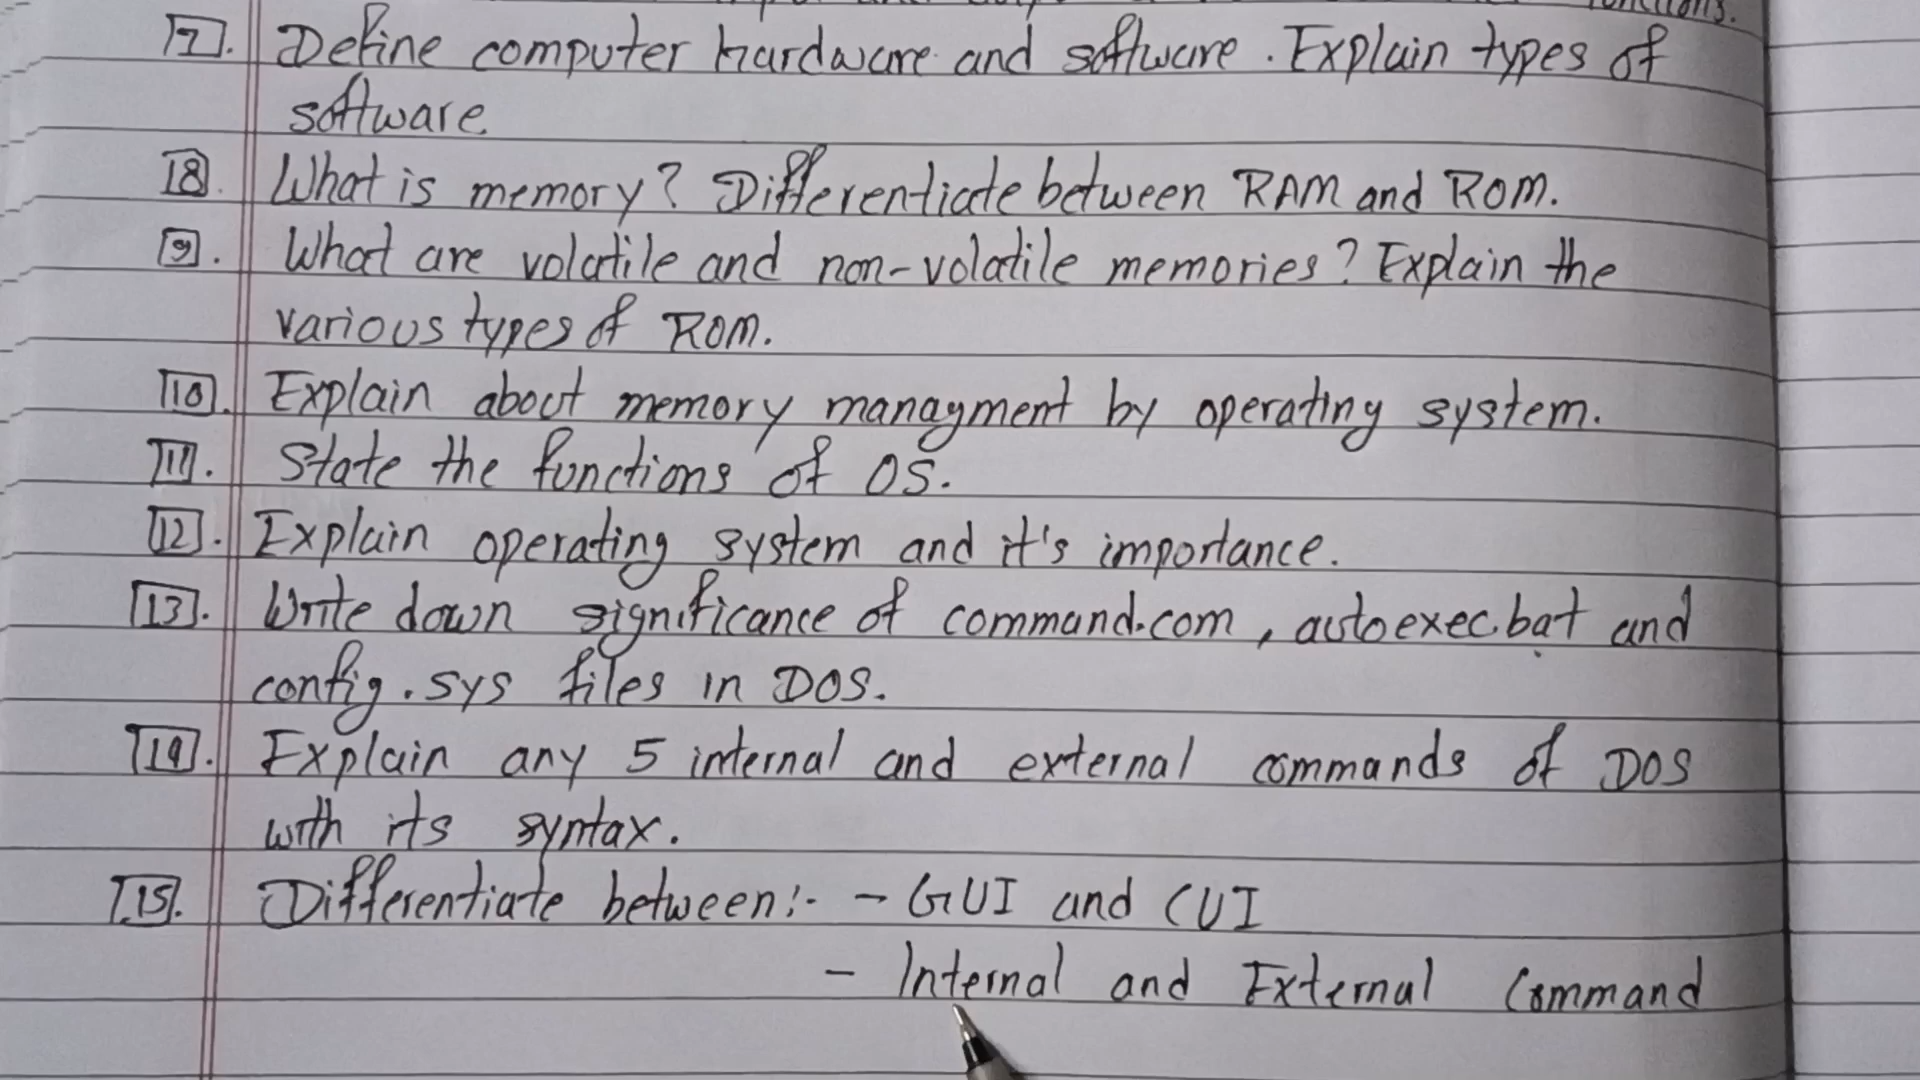 functions.
7. Define computer hardware and software. Explain types of
software
8. What is memory? Differentiate between RAM and ROM.
9. What are volatile and non-volatile memories? Explain the
various types of ROM.
10. Explain about memory managment by operating system.
11. State the functions of OS.
12. Explain operating system and it's importance.
13. Write down significance of command.com, autoexec.bat and
config.sys files in DOS.
14. Explain any 5 internal and external commands of DOS
with its syntax.
15. Differentiate between:- - GUI and CUI
- Internal and External Command